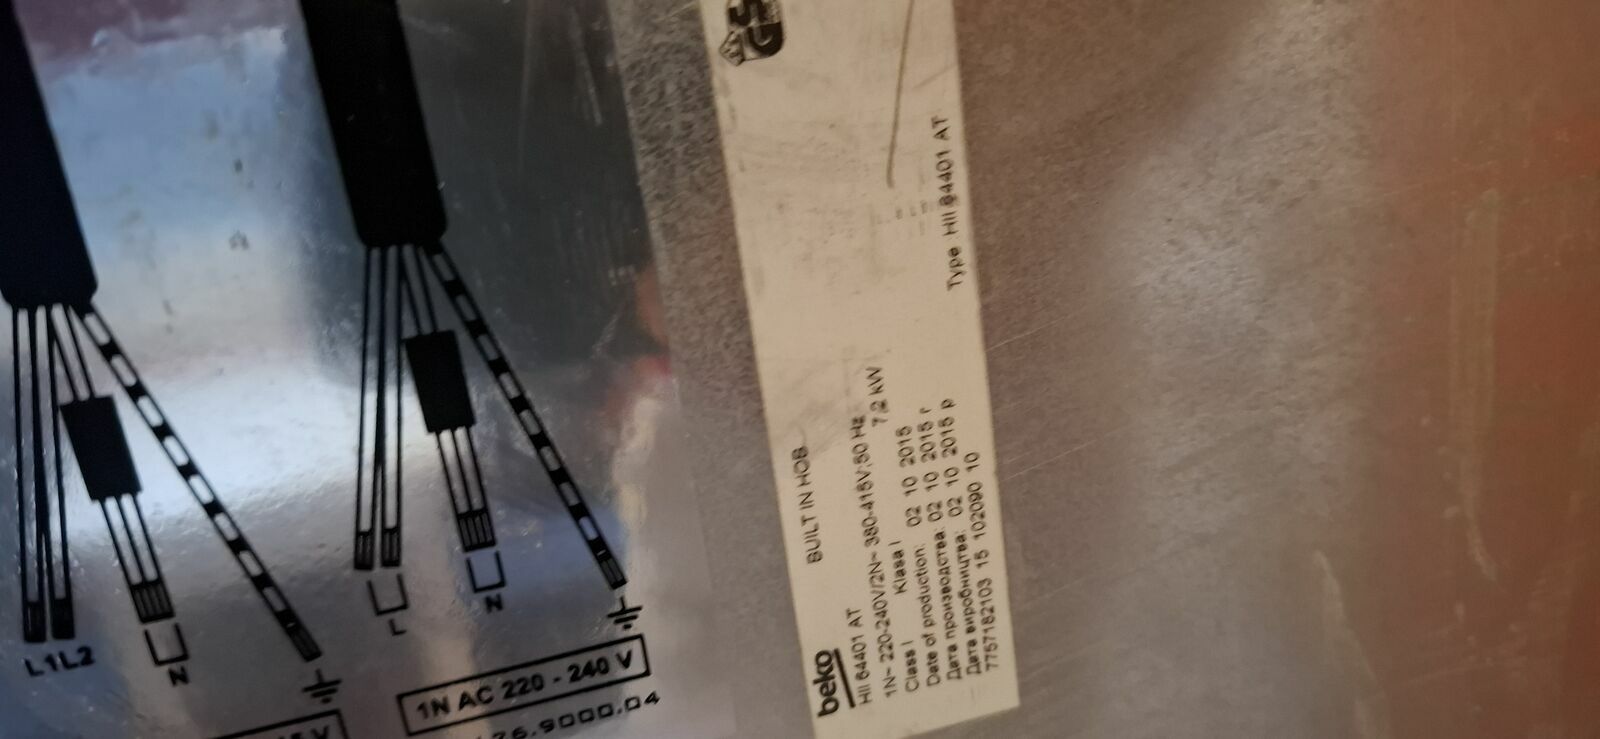 L1L2
N
L
N
1N AC 220 - 240 V
6.9000.04
GS
beko
BUILT IN HOB
HII 64401 AT
Type HII 64401 AT
1N~ 220-240V/2N~ 380-415V;50 Hz
7,2 kW
Class I Klasa I 02 10 2015
Date of production: 02 10 2015 г
Дата производства: 02 10 2015 р
Дата виробництва:
7757182103 15 102090 10